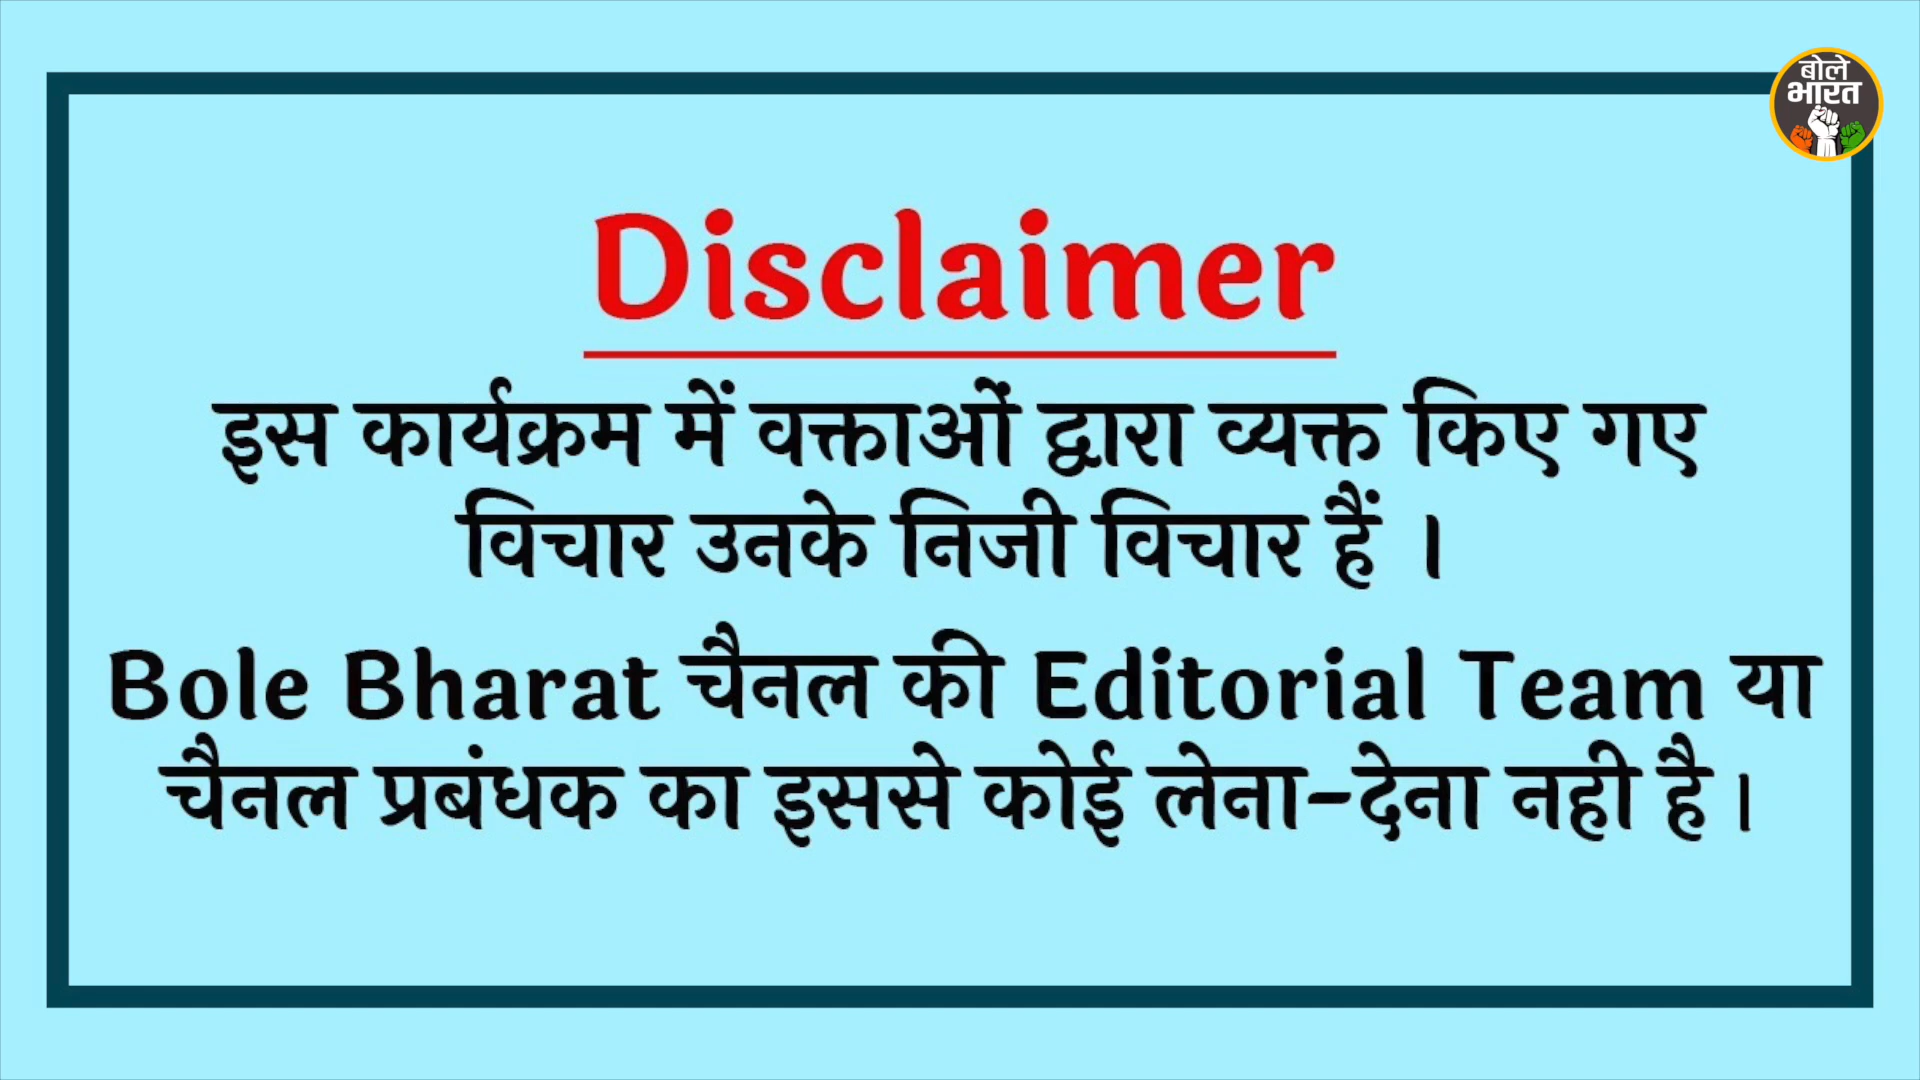 बोले
भारत
Disclaimer
इस कार्यक्रम में वक्ताओं द्वारा व्यक्त किए गए
विचार उनके निजी विचार हैं ।
Bole Bharat चैनल की Editorial Team या
चैनल प्रबंधक का इससे कोई लेना-देना नही है।